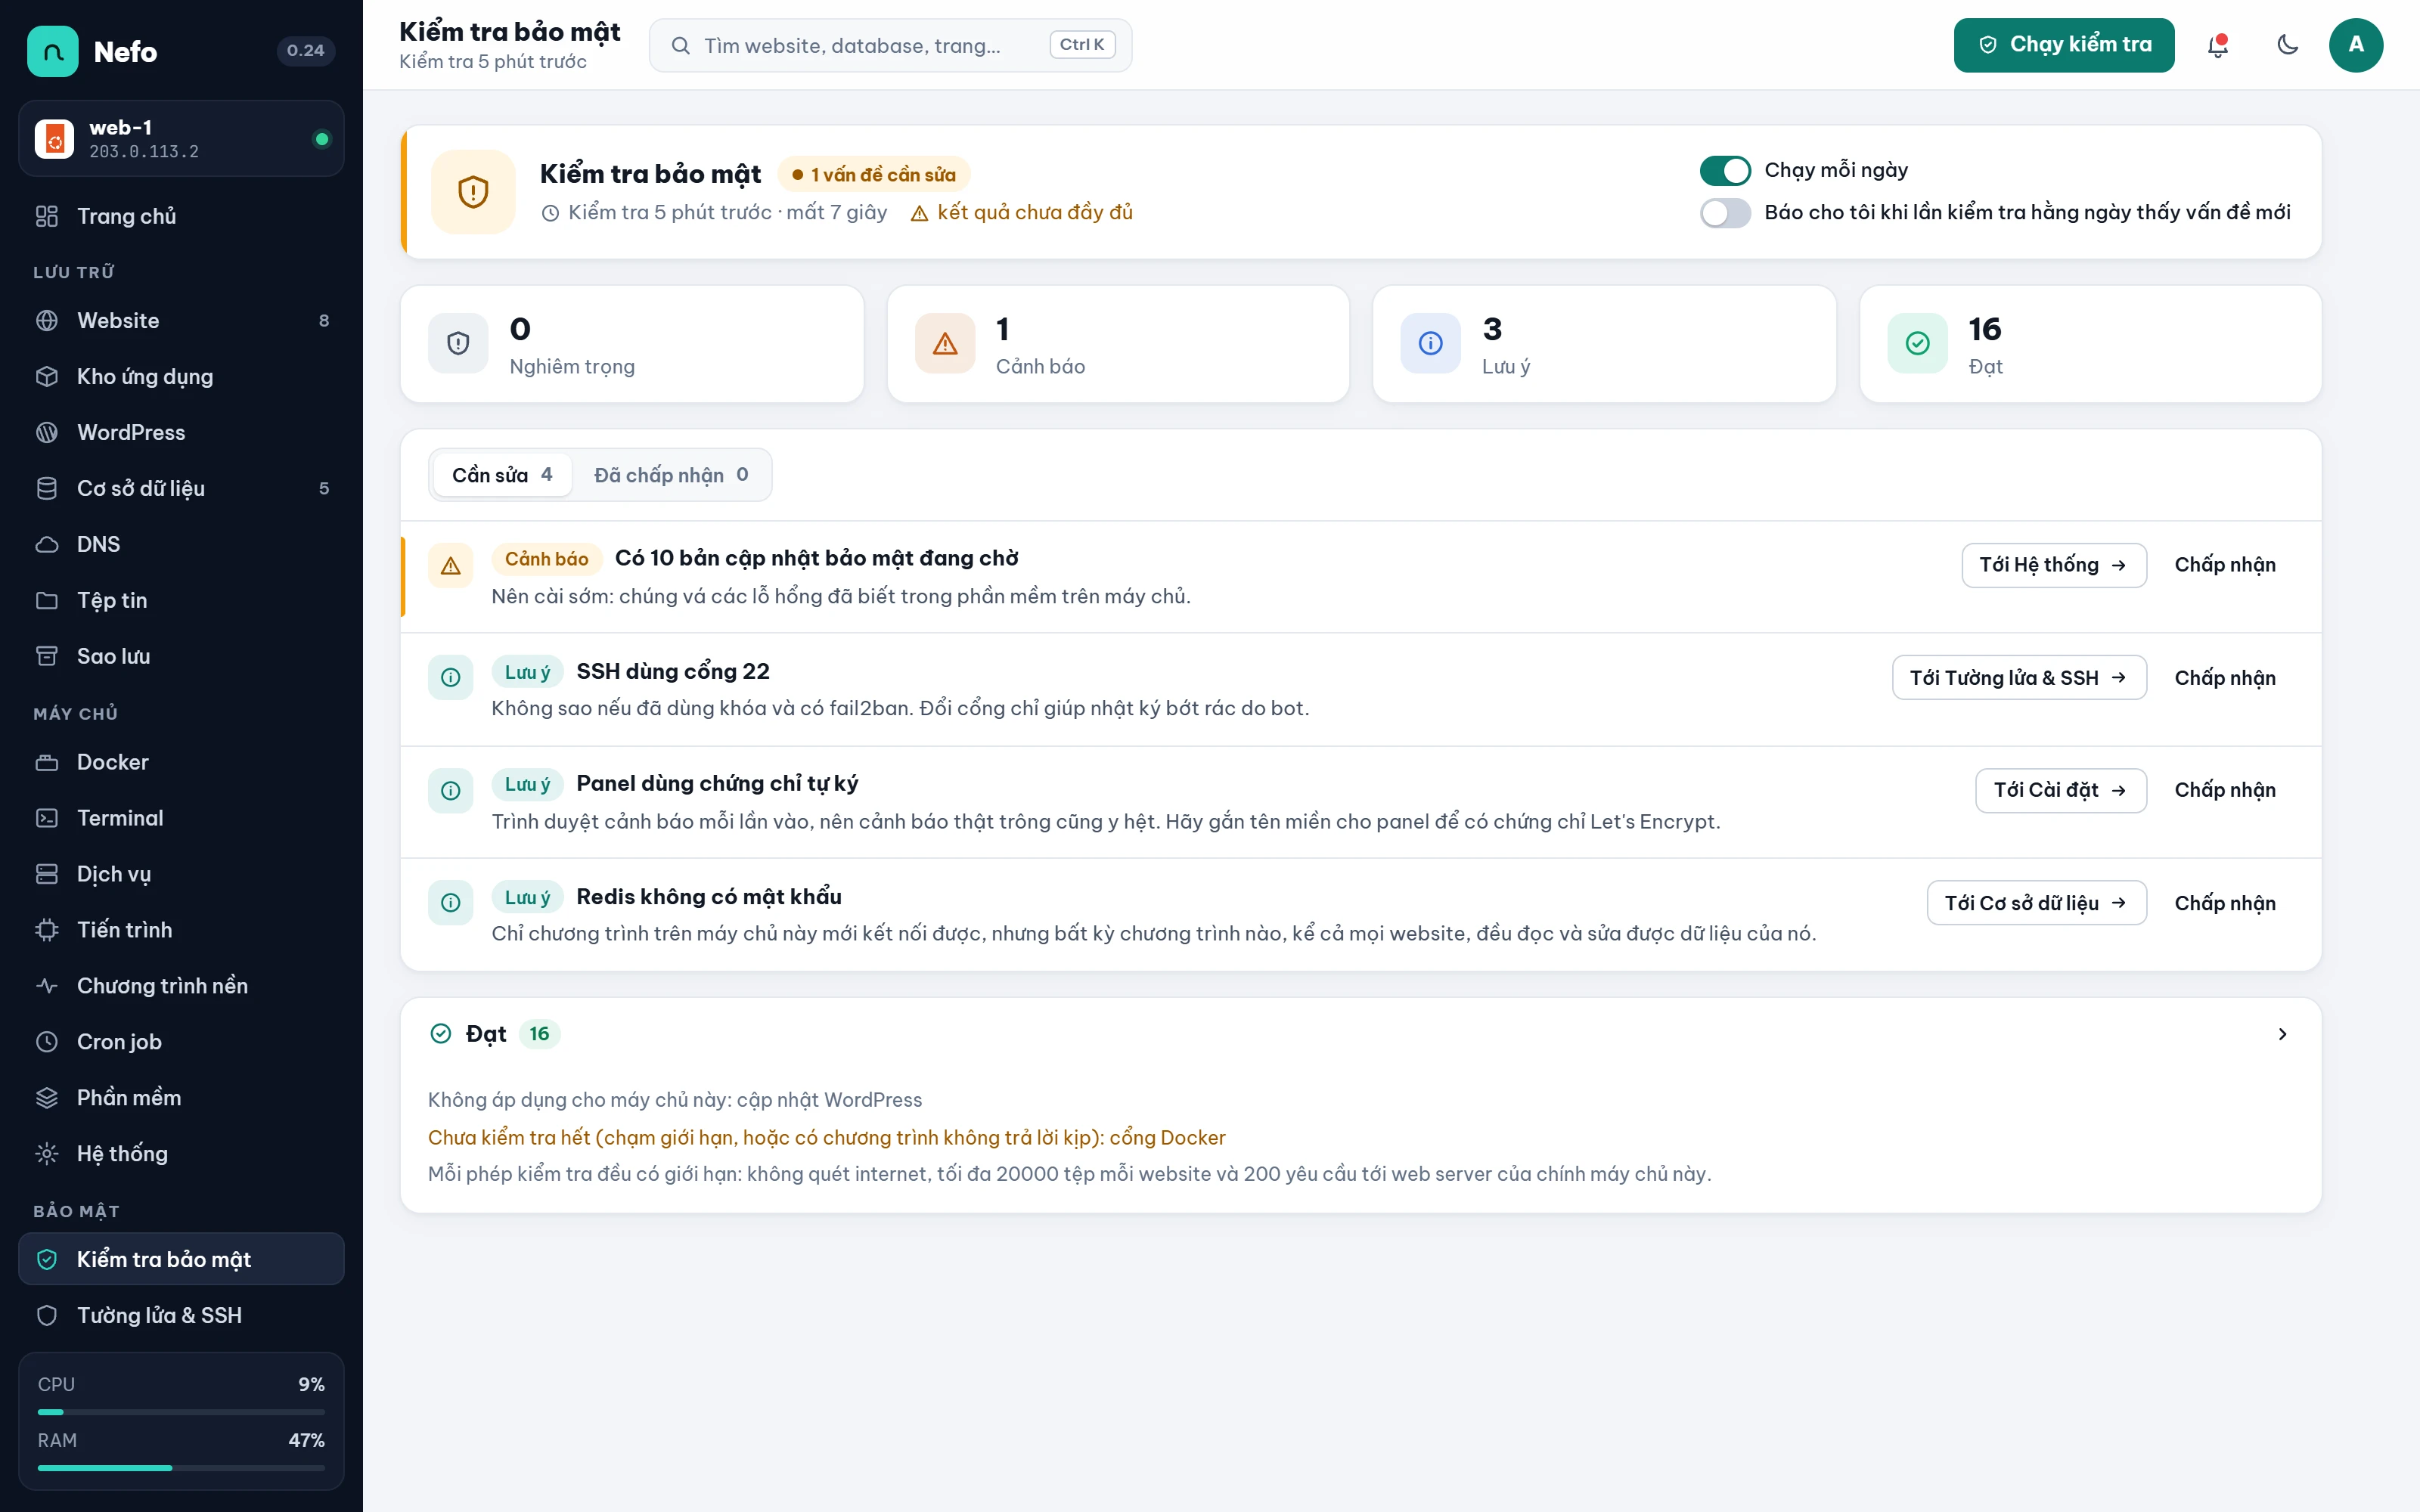 Nefo
0.24
web-1
203.0.113.2
Trang chủ
LƯU TRỮ
Website 8
Kho ứng dụng
WordPress
Cơ sở dữ liệu 5
DNS
Tệp tin
Sao lưu
MÁY CHỦ
Docker
Terminal
Dịch vụ
Tiến trình
Chương trình nền
Cron job
Phần mềm
Hệ thống
BẢO MẬT
Kiểm tra bảo mật
Tường lửa & SSH
CPU 9%
RAM 47%
Kiểm tra bảo mật
Kiểm tra 5 phút trước
Tìm website, database, trang...
Ctrl K
Chạy kiểm tra
A
Kiểm tra bảo mật
1 vấn đề cần sửa
Kiểm tra 5 phút trước · mất 7 giây
kết quả chưa đầy đủ
Chạy mỗi ngày
Báo cho tôi khi lần kiểm tra hằng ngày thấy vấn đề mới
0
Nghiêm trọng
1
Cảnh báo
3
Lưu ý
16
Đạt
Cần sửa 4
Đã chấp nhận 0
Cảnh báo Có 10 bản cập nhật bảo mật đang chờ
Nên cài sớm: chúng vá các lỗ hổng đã biết trong phần mềm trên máy chủ.
Tới Hệ thống →
Chấp nhận
Lưu ý SSH dùng cổng 22
Không sao nếu đã dùng khóa và có fail2ban. Đổi cổng chỉ giúp nhật ký bớt rác do bot.
Tới Tường lửa & SSH →
Chấp nhận
Lưu ý Panel dùng chứng chỉ tự ký
Trình duyệt cảnh báo mỗi lần vào, nên cảnh báo thật trông cũng y hệt. Hãy gắn tên miền cho panel để có chứng chỉ Let's Encrypt.
Tới Cài đặt →
Chấp nhận
Lưu ý Redis không có mật khẩu
Chỉ chương trình trên máy chủ này mới kết nối được, nhưng bất kỳ chương trình nào, kể cả mọi website, đều đọc và sửa được dữ liệu của nó.
Tới Cơ sở dữ liệu →
Chấp nhận
Đạt 16
Không áp dụng cho máy chủ này: cập nhật WordPress
Chưa kiểm tra hết (chạm giới hạn, hoặc có chương trình không trả lời kịp): cổng Docker
Mỗi phép kiểm tra đều có giới hạn: không quét internet, tối đa 20000 tệp mỗi website và 200 yêu cầu tới web server của chính máy chủ này.